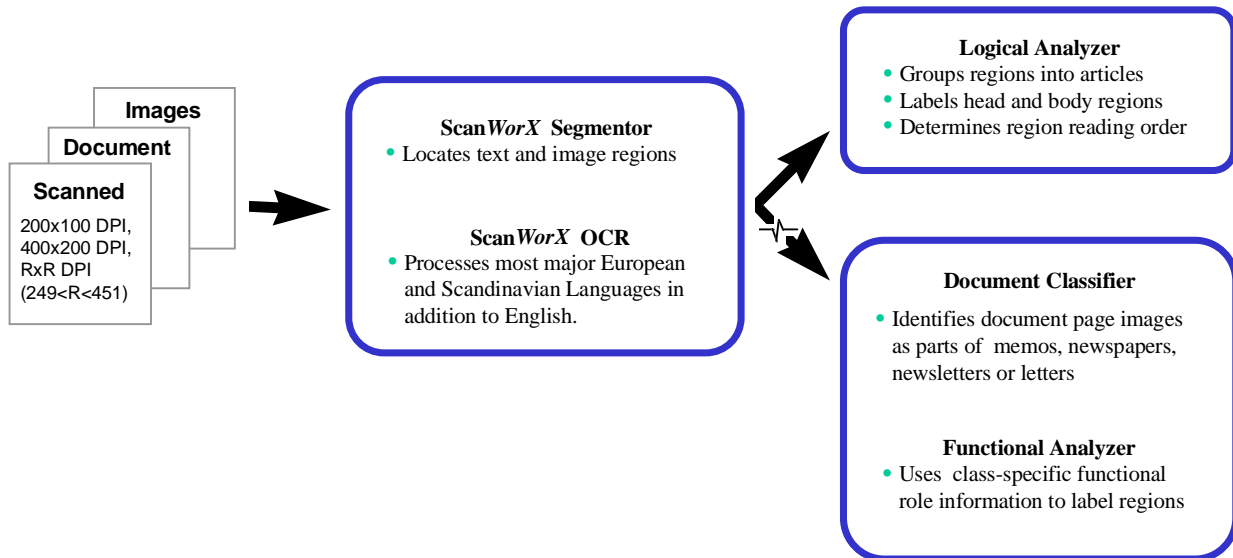 Images
Document
Scanned
200x100 DPI,
400x200 DPI,
RxR DPI
(249<R<451)
ScanWorX Segmentor
• Locates text and image regions
ScanWorX OCR
• Processes most major European
and Scandinavian Languages in
addition to English.
Logical Analyzer
• Groups regions into articles
• Labels head and body regions
• Determines region reading order
Document Classifier
• Identifies document page images
as parts of memos, newspapers,
newsletters or letters
Functional Analyzer
• Uses class-specific functional
role information to label regions